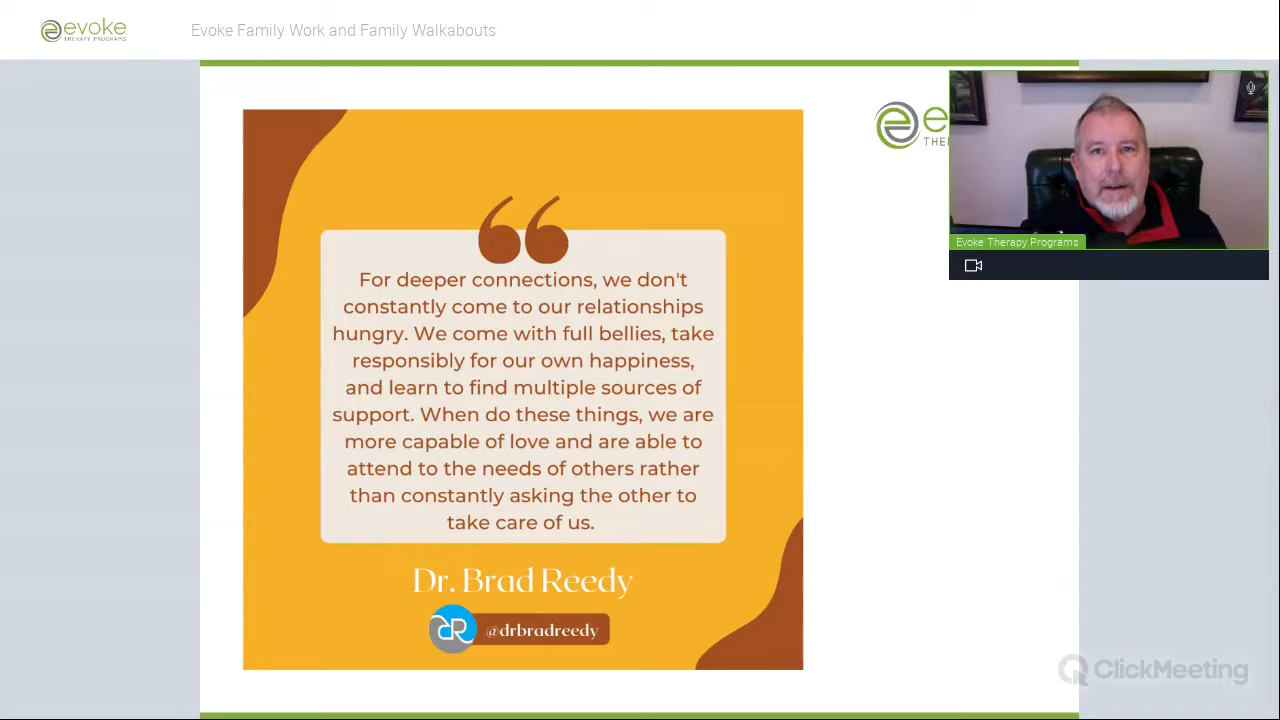 evoke
THERAPY PROGRAMS
Evoke Family Work and Family Walkabouts
e
THE
Evoke Therapy Programs
For deeper connections, we don't
constantly come to our relationships
hungry. We come with full bellies, take
responsibly for our own happiness,
and learn to find multiple sources of
support. When do these things, we are
more capable of love and are able to
attend to the needs of others rather
than constantly asking the other to
take care of us.
Dr. Brad Reedy
@drbradreedy
ClickMeeting